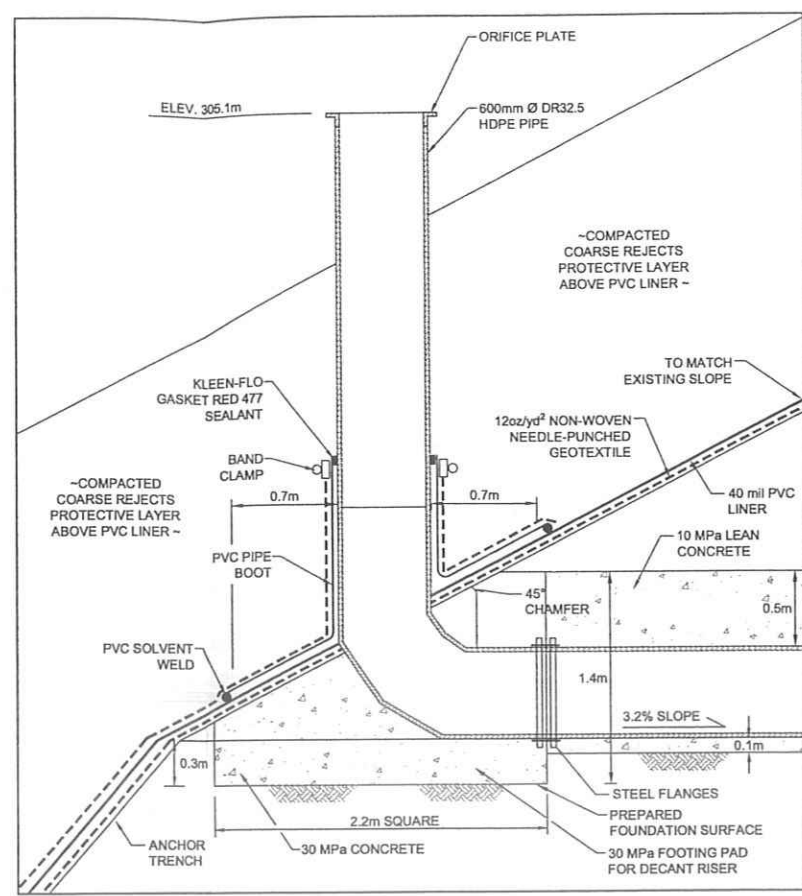 ORIFICE PLATE
ELEV. 305.1m
600mm Ø DR32.5
HDPE PIPE
~COMPACTED
COARSE REJECTS
PROTECTIVE LAYER
ABOVE PVC LINER ~
TO MATCH
EXISTING SLOPE
KLEEN-FLO
GASKET RED 477
SEALANT
12oz/yd² NON-WOVEN
NEEDLE-PUNCHED
GEOTEXTILE
BAND
CLAMP
~COMPACTED
COARSE REJECTS
PROTECTIVE LAYER
ABOVE PVC LINER ~
0.7m
0.7m
40 mil PVC
LINER
10 MPa LEAN
CONCRETE
PVC PIPE
BOOT
45°
CHAMFER
0.5m
PVC SOLVENT
WELD
1.4m
3.2% SLOPE
0.1m
0.3m
STEEL FLANGES
2.2m SQUARE
PREPARED
FOUNDATION SURFACE
ANCHOR
TRENCH
30 MPa CONCRETE
30 MPa FOOTING PAD
FOR DECANT RISER